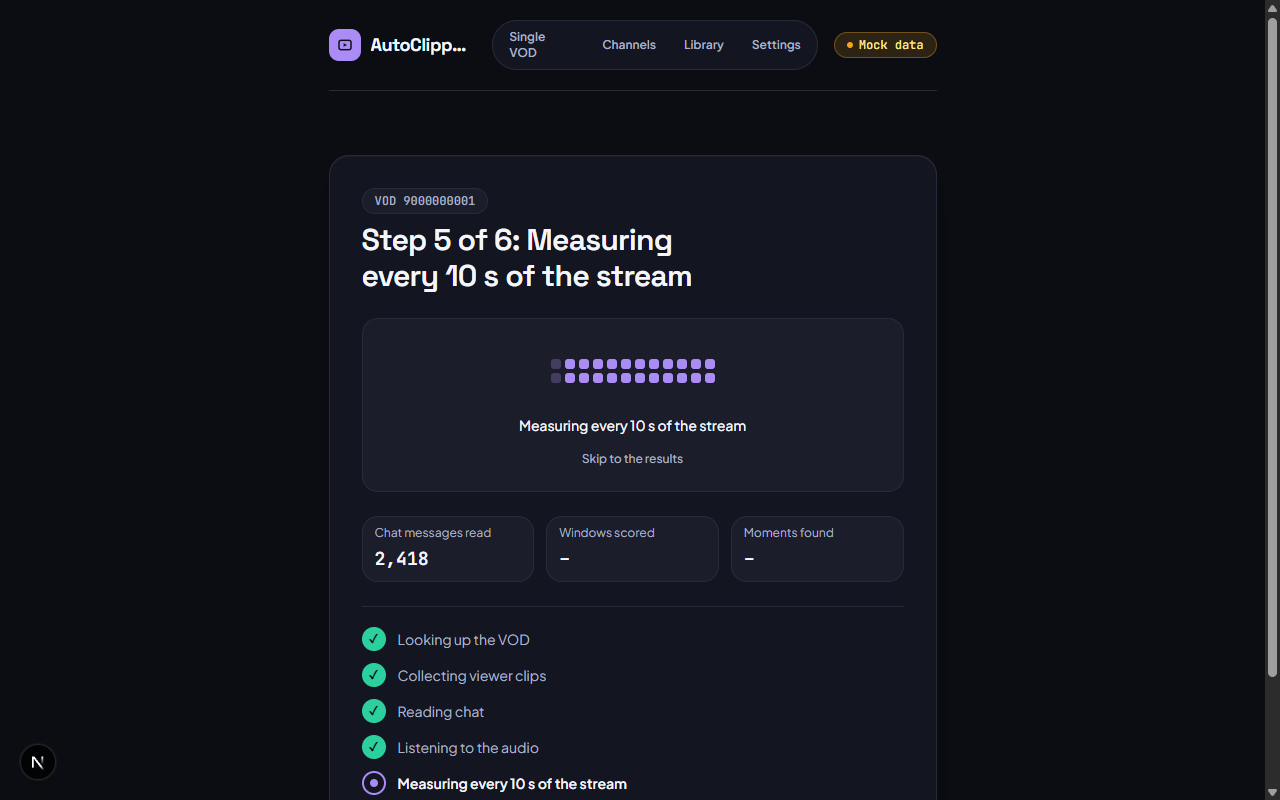 AutoClipp...
Single
VOD
Channels
Library
Settings
Mock data
VOD 9000000001
Step 5 of 6: Measuring
every 10 s of the stream
Measuring every 10 s of the stream
Skip to the results
Chat messages read
2,418
Windows scored
–
Moments found
–
Looking up the VOD
Collecting viewer clips
Reading chat
Listening to the audio
Measuring every 10 s of the stream
N